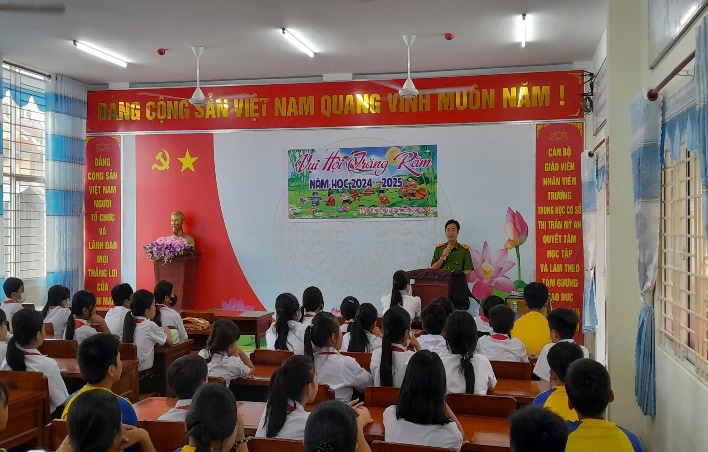 ĐẢNG CỘNG SẢN VIỆT NAM QUANG VINH MUÔN NĂM !
ĐẢNG
CỘNG SẢN
VIỆT NAM
NGƯỜI
TỔ CHỨC
VÀ
LÃNH ĐẠO
MỌI
THẮNG LỢI
CỦA
Vui Hội Trăng Rằm
NĂM HỌC 2024 - 2025
CÁN BỘ
GIÁO VIÊN
NHÂN VIÊN
TRƯỜNG
TRUNG HỌC CƠ SỞ
THỊ TRẤN MỸ AN
QUYẾT TÂM
HỌC TẬP
VÀ LÀM THEO
TẤM GƯƠNG
ĐẠO ĐỨC